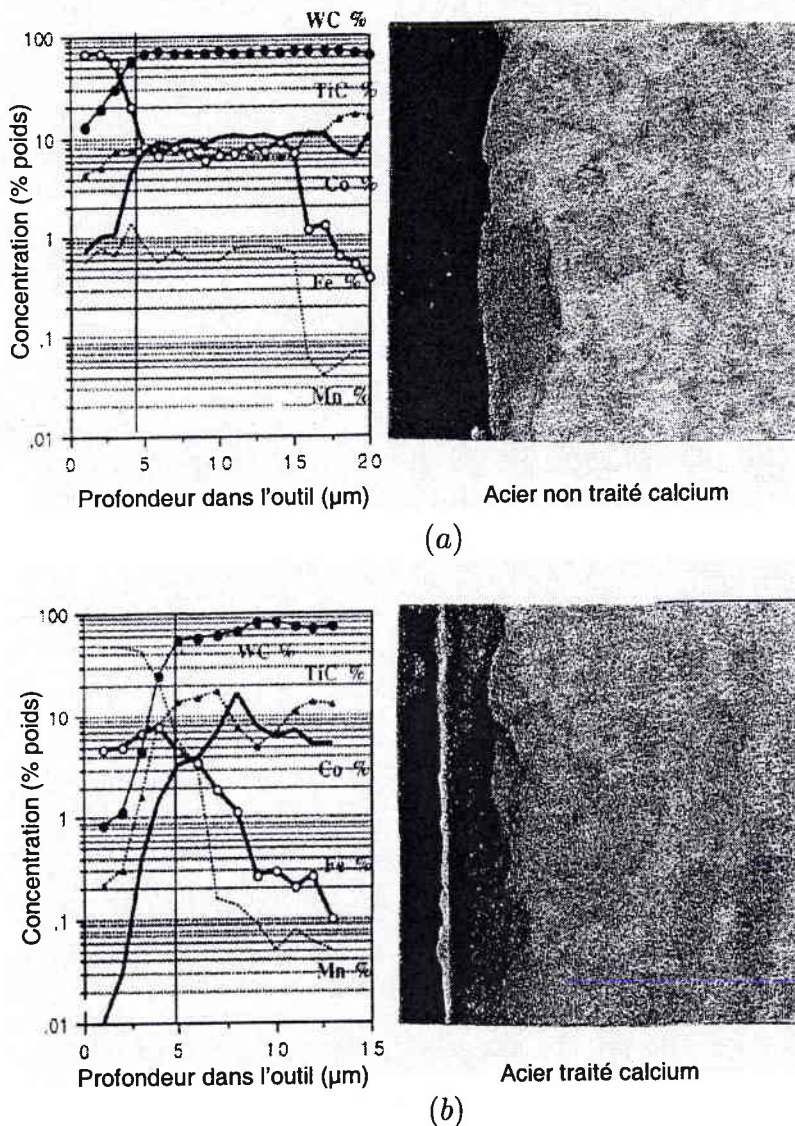 WC %
100
10
1
.1
.01
TiC %
Co %
Fe %
Mn %
0 5 10 15 20
Concentration (% poids)
Profondeur dans l'outil (µm)
Acier non traité calcium
(a)
100
10
1
.1
.01
WC %
TiC %
Co %
Fe %
Mn %
0 5 10 15
Concentration (% poids)
Profondeur dans l'outil (µm)
Acier traité calcium
(b)